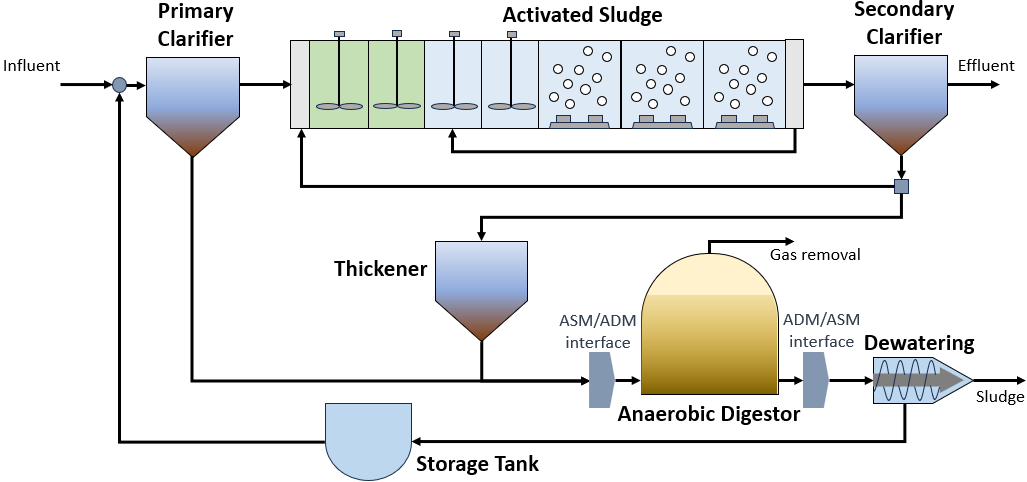 Primary
Clarifier
Activated Sludge
Secondary
Clarifier
Influent
Effluent
Thickener
Gas removal
ASM/ADM
interface
ADM/ASM
interface
Dewatering
Anaerobic Digestor
Sludge
Storage Tank